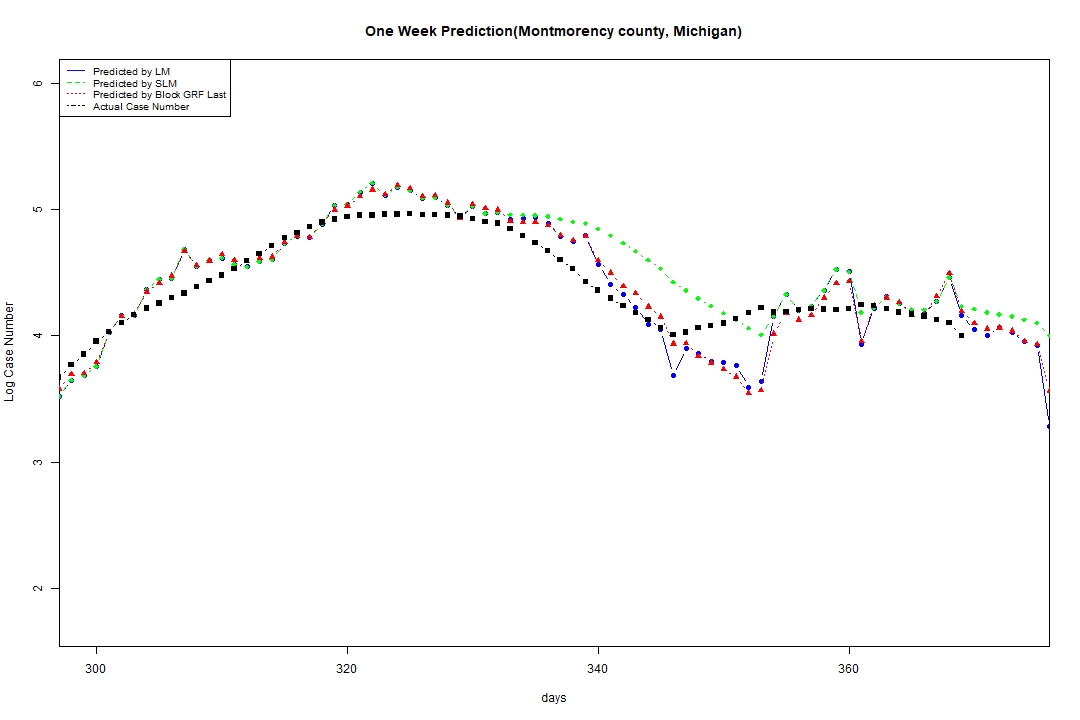 One Week Prediction(Montmorency county, Michigan)
Predicted by LM
Predicted by SLM
Predicted by Block GRF Last
Actual Case Number
6
5
4
3
2
Log Case Number
300
320
340
360
days